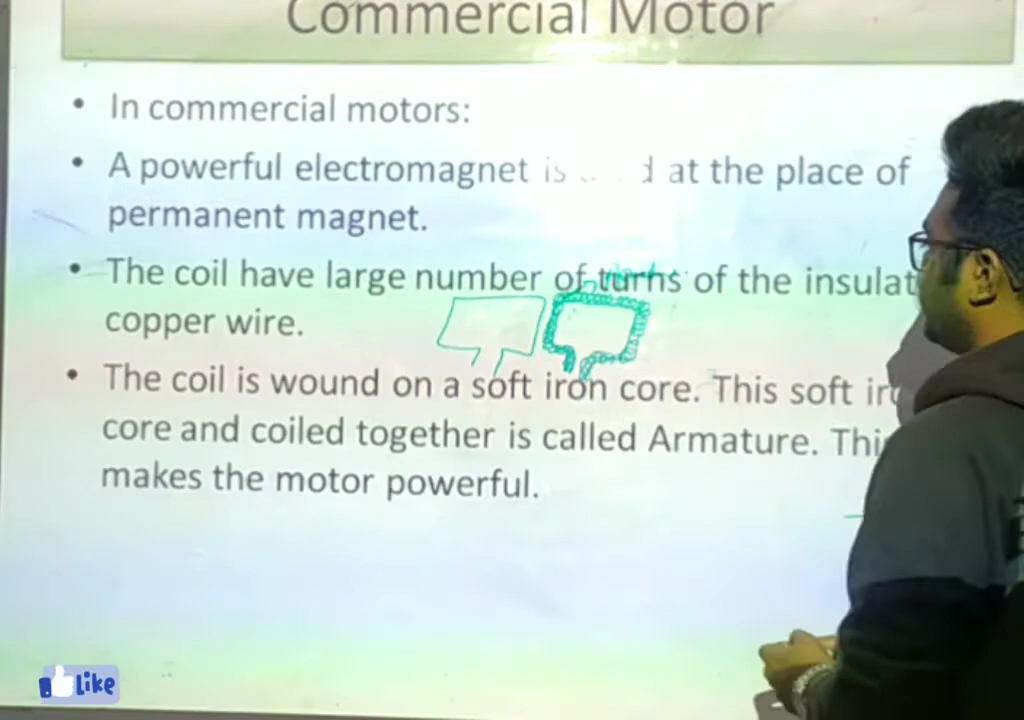 Commercial Motor
• In commercial motors:
• A powerful electromagnet is at the place of
permanent magnet.
• The coil have large number of turns of the insulat
copper wire.
• The coil is wound on a soft iron core. This soft ir
core and coiled together is called Armature. Thi
makes the motor powerful.
Like